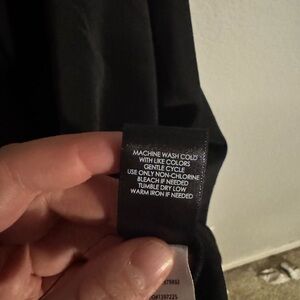 MACHINE WASH COLD
WITH LIKE COLORS
GENTLE CYCLE
USE ONLY NON-CHLORINE
BLEACH IF NEEDED
TUMBLE DRY LOW
WARM IRON IF NEEDED